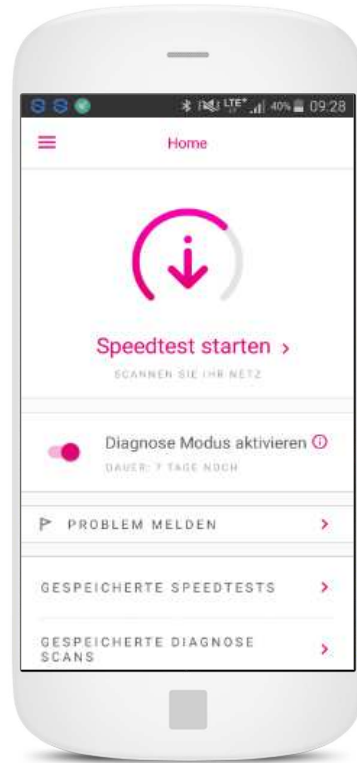 40% 09:28
Home
Speedtest starten
SCANNEN SIE IHR NETZ
Diagnose Modus aktivieren
DAUER: 7 TAGE NOCH
PROBLEM MELDEN
GESPEICHERTE SPEEDTESTS
GESPEICHERTE DIAGNOSE
SCANS